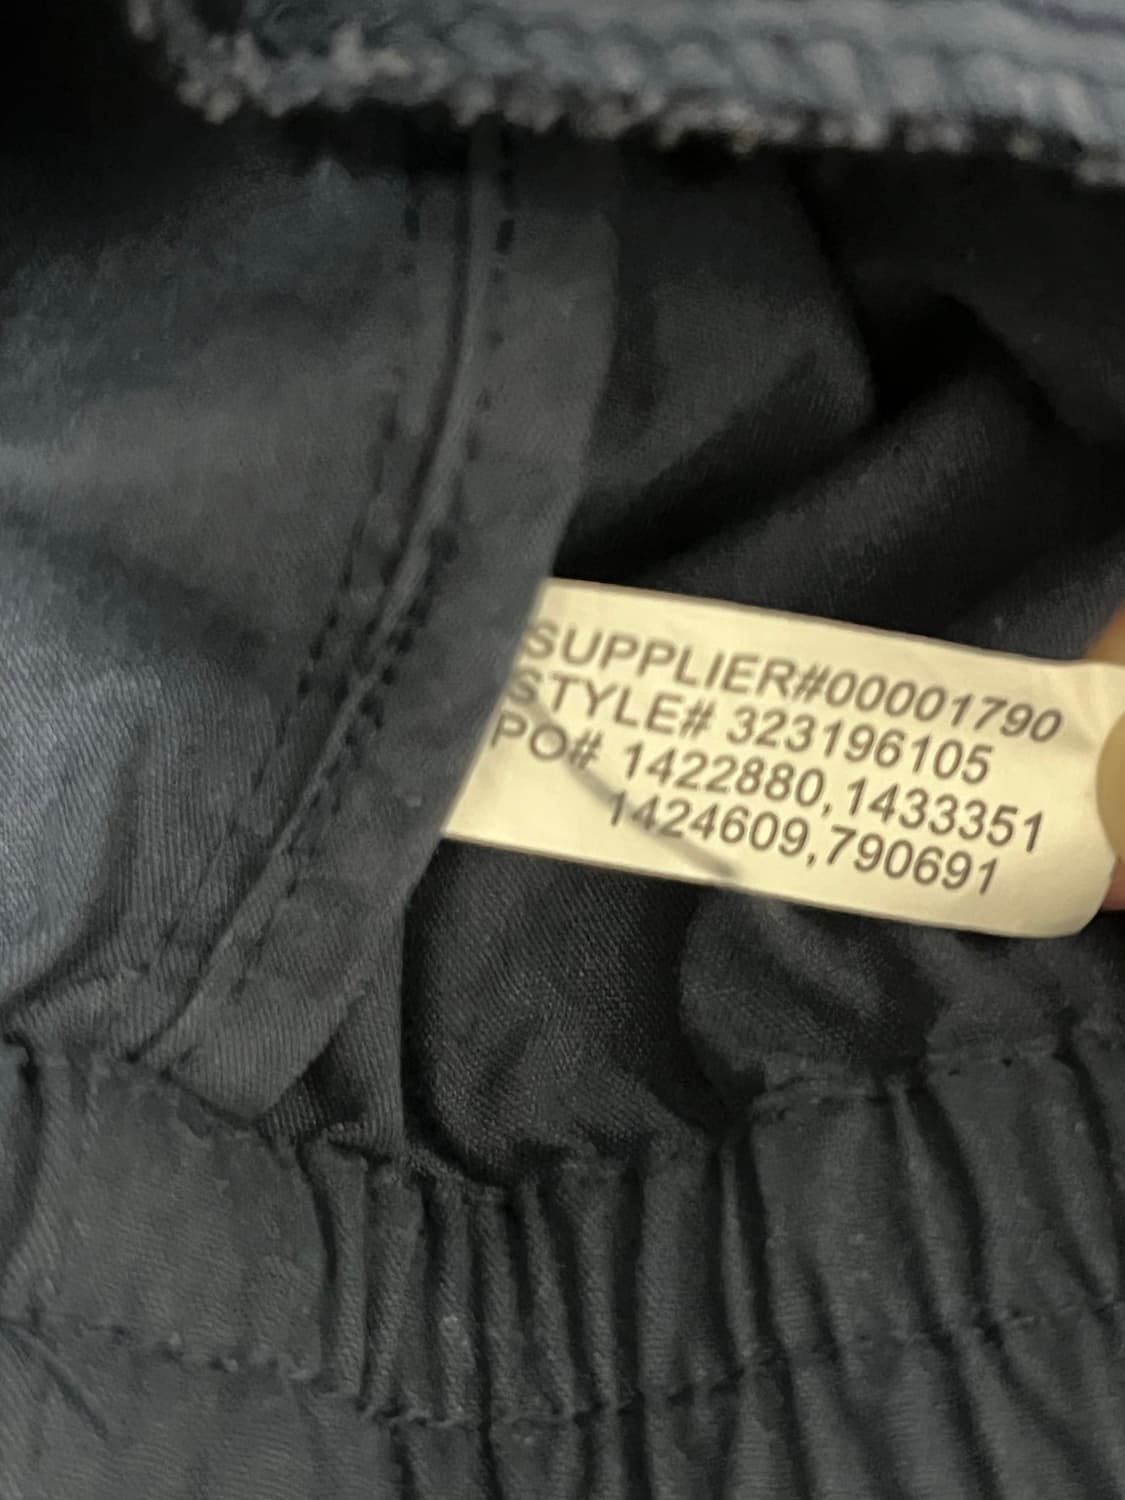 SUPPLIER#00001790
STYLE# 323196105
PO# 1422880,1433351
1424609,790691